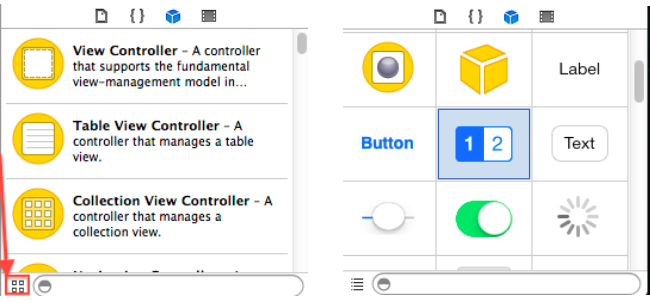 { }
View Controller – A controller
that supports the fundamental
view-management model in...
Table View Controller – A
controller that manages a table
view.
Collection View Controller – A
controller that manages a
collection view.
{ }
Label
Button
1 2
Text